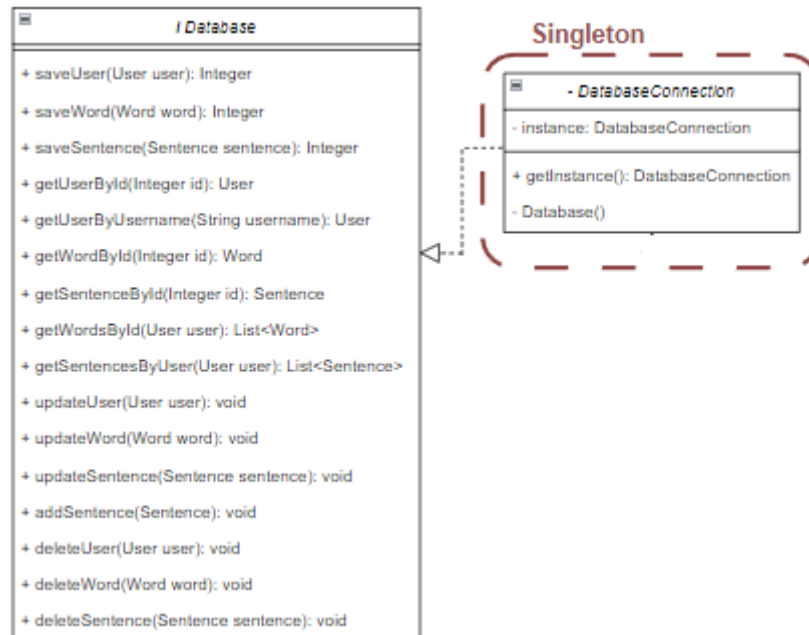 I Database
+ saveUser(User user): Integer
+ saveWord(Word word): Integer
+ saveSentence(Sentence sentence): Integer
+ getUserById(Integer id): User
+ getUserByUsername(String username): User
+ getWordById(Integer id): Word
+ getSentenceById(Integer id): Sentence
+ getWordsById(User user): List<Word>
+ getSentencesByUser(User user): List<Sentence>
+ updateUser(User user): void
+ updateWord(Word word): void
+ updateSentence(Sentence sentence): void
+ addSentence(Sentence): void
+ deleteUser(User user): void
+ deleteWord(Word word): void
+ deleteSentence(Sentence sentence): void
Singleton
- DatabaseConnection
- instance: DatabaseConnection
+ getInstance(): DatabaseConnection
- Database()